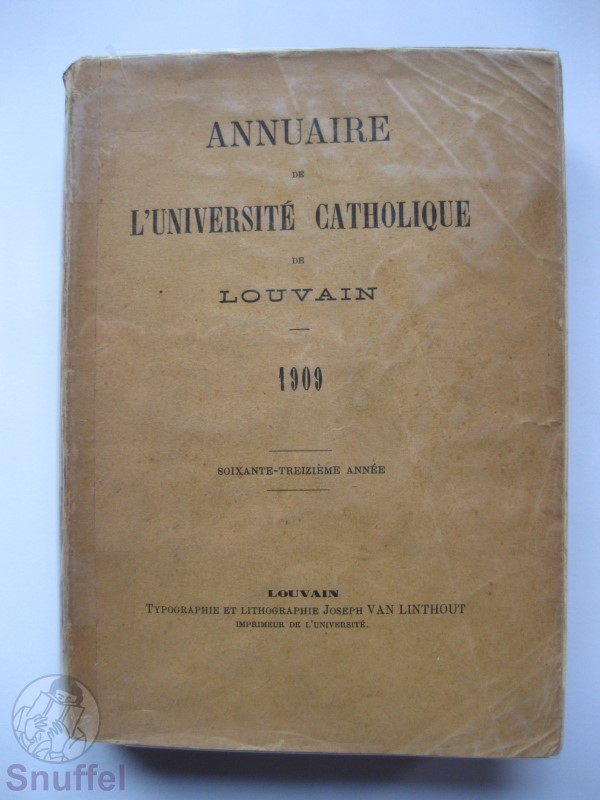 ANNUAIRE
DE
L'UNIVERSITÉ CATHOLIQUE
DE
LOUVAIN
1909
SOIXANTE-TREIZIÈME ANNÉE
LOUVAIN
TYPOGRAPHIE ET LITHOGRAPHIE JOSEPH VAN LINTHOUT
IMPRIMEUR DE L'UNIVERSITÉ.
Snuffel